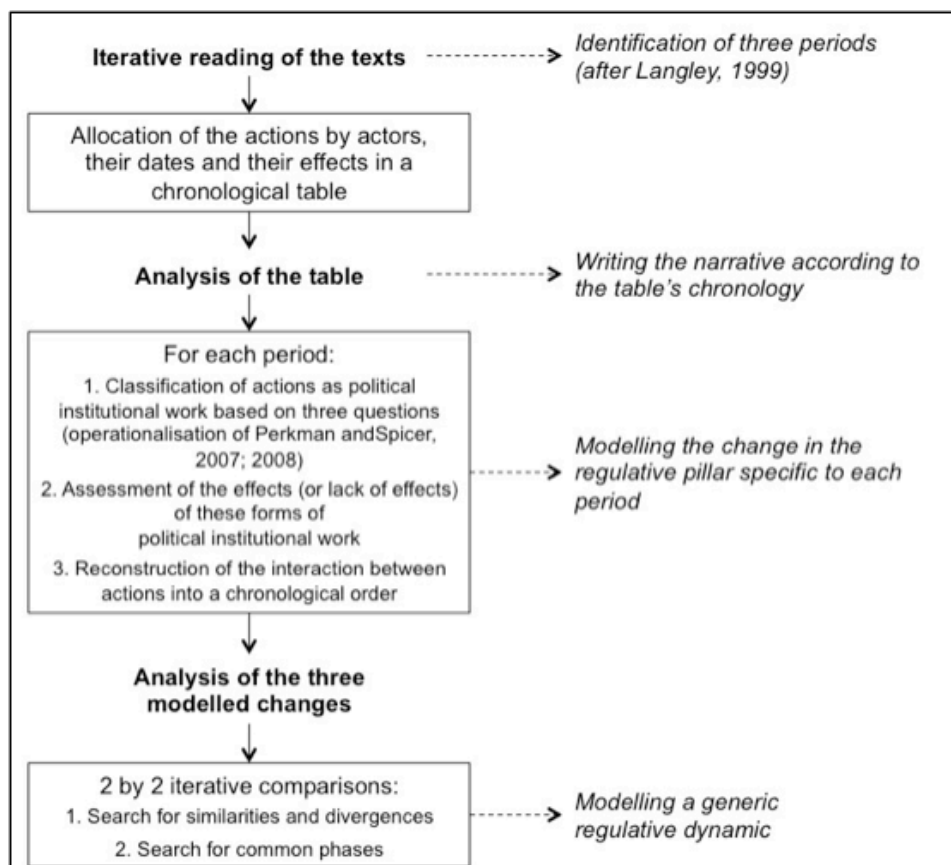 Iterative reading of the texts
Identification of three periods
(after Langley, 1999)
Allocation of the actions by actors,
their dates and their effects in a
chronological table
Analysis of the table
Writing the narrative according to
the table's chronology
For each period:
1. Classification of actions as political
institutional work based on three questions
(operationalisation of Perkman andSpicer,
2007; 2008)
2. Assessment of the effects (or lack of effects)
of these forms of
political institutional work
3. Reconstruction of the interaction between
actions into a chronological order
Modelling the change in the
regulative pillar specific to each
period
Analysis of the three
modelled changes
2 by 2 iterative comparisons:
1. Search for similarities and divergences
2. Search for common phases
Modelling a generic
regulative dynamic